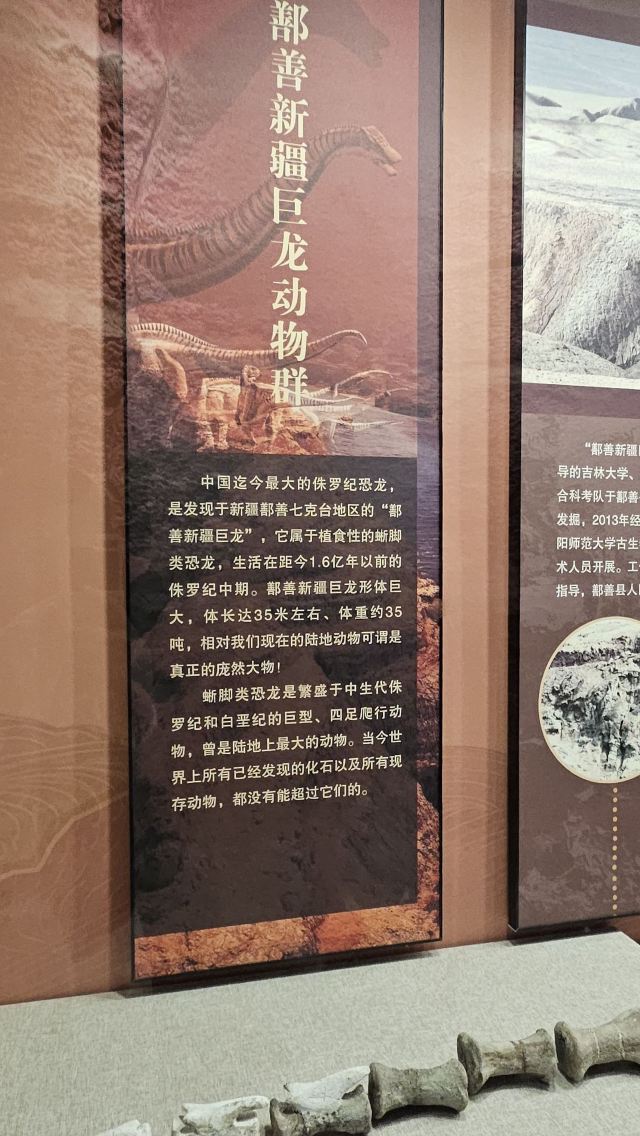 鄯善新疆巨龙动物群
中国迄今最大的侏罗纪恐龙，
是发现于新疆鄯善七克台地区的“鄯
善新疆巨龙”，它属于植食性的蜥脚
类恐龙，生活在距今1.6亿年以前的
侏罗纪中期。鄯善新疆巨龙形体巨
大，体长达35米左右、体重约35
吨，相对我们现在的陆地动物可谓是
真正的庞然大物！
蜥脚类恐龙是繁盛于中生代侏
罗纪和白垩纪的巨型、四足爬行动
物，曾是陆地上最大的动物。当今世
界上所有已经发现的化石以及所有现
存动物，都没有能超过它们的。
“鄯善新疆
导的吉林大学、
合科考队于鄯善
发掘，2013年经
阳师范大学古生
术人员开展。工
指导，鄯善县人